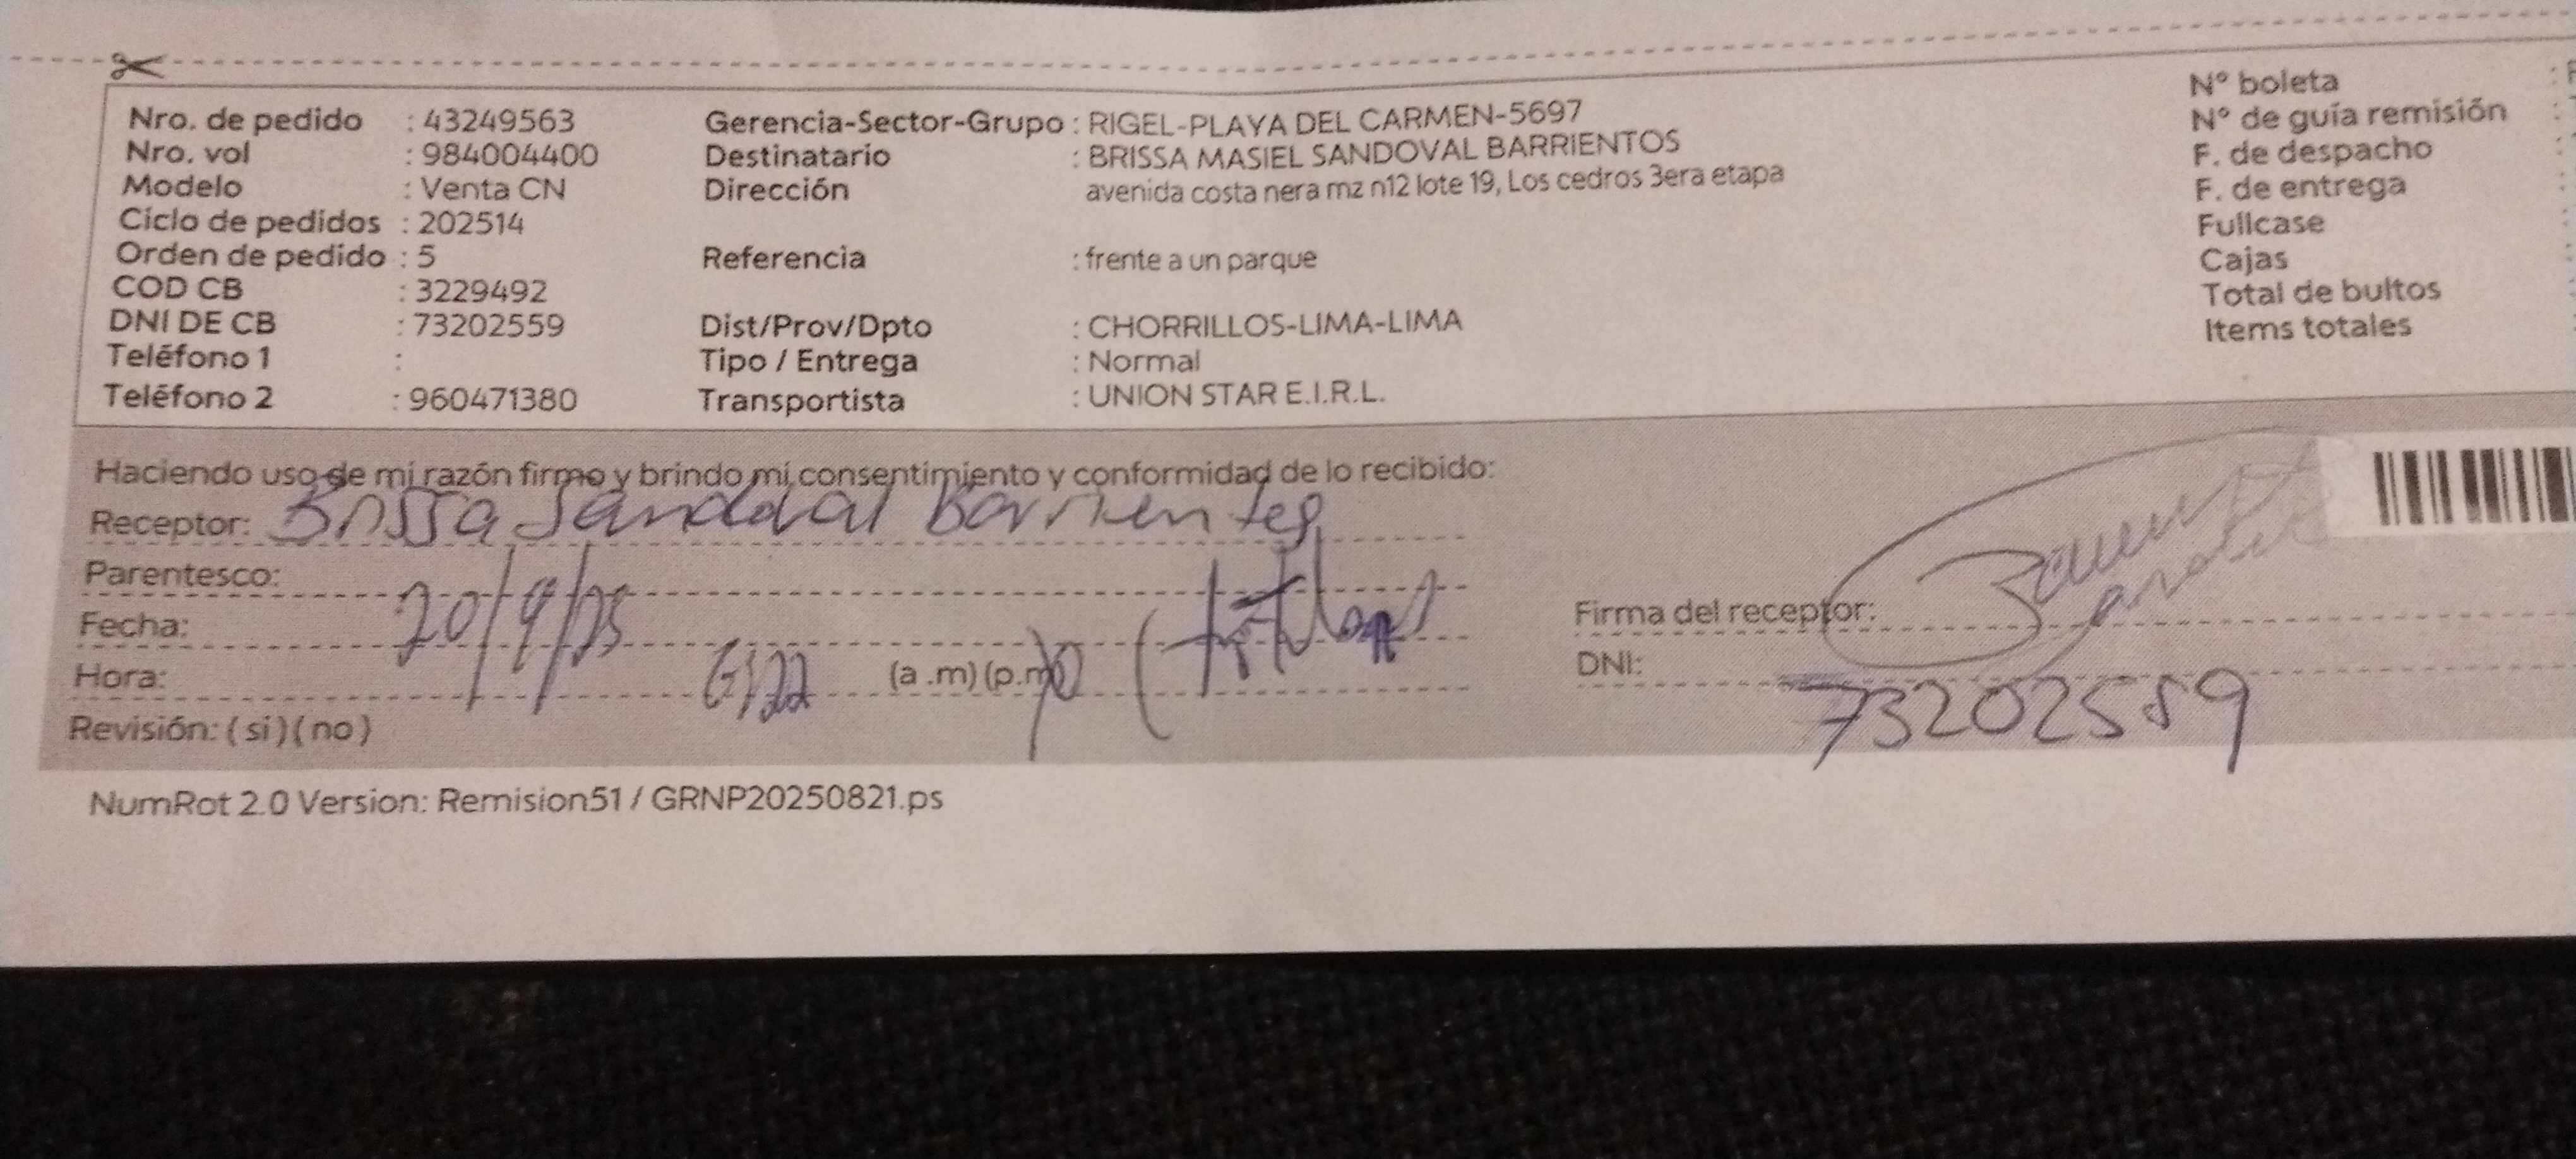 Nro. de pedido : 43249563 Gerencia-Sector-Grupo : RIGEL-PLAYA DEL CARMEN-5697 N° boleta :
Nro. vol : 984004400 Destinatario : BRISSA MASIEL SANDOVAL BARRIENTOS N° de guía remisión :
Modelo : Venta CN Dirección avenida costa nera mz n12 lote 19, Los cedros 3era etapa F. de despacho
Ciclo de pedidos : 202514 F. de entrega
Orden de pedido : 5 Referencia : frente a un parque Fullcase
COD CB : 3229492 Cajas
DNI DE CB : 73202559 Dist/Prov/Dpto : CHORRILLOS-LIMA-LIMA Total de bultos
Teléfono 1 : Tipo / Entrega : Normal Items totales
Teléfono 2 : 960471380 Transportista : UNION STAR E.I.R.L.
Haciendo uso de mi razón firmo y brindo mi consentimiento y conformidad de lo recibido:
Receptor: Brissa Sandoval Barrientos
Parentesco:
Fecha: 20/9/25 Firma del receptor:
Hora: (a .m) (p.m) DNI: 73202559
Revisión: ( si ) ( no )
NumRot 2.0 Version: Remision51 / GRNP20250821.ps